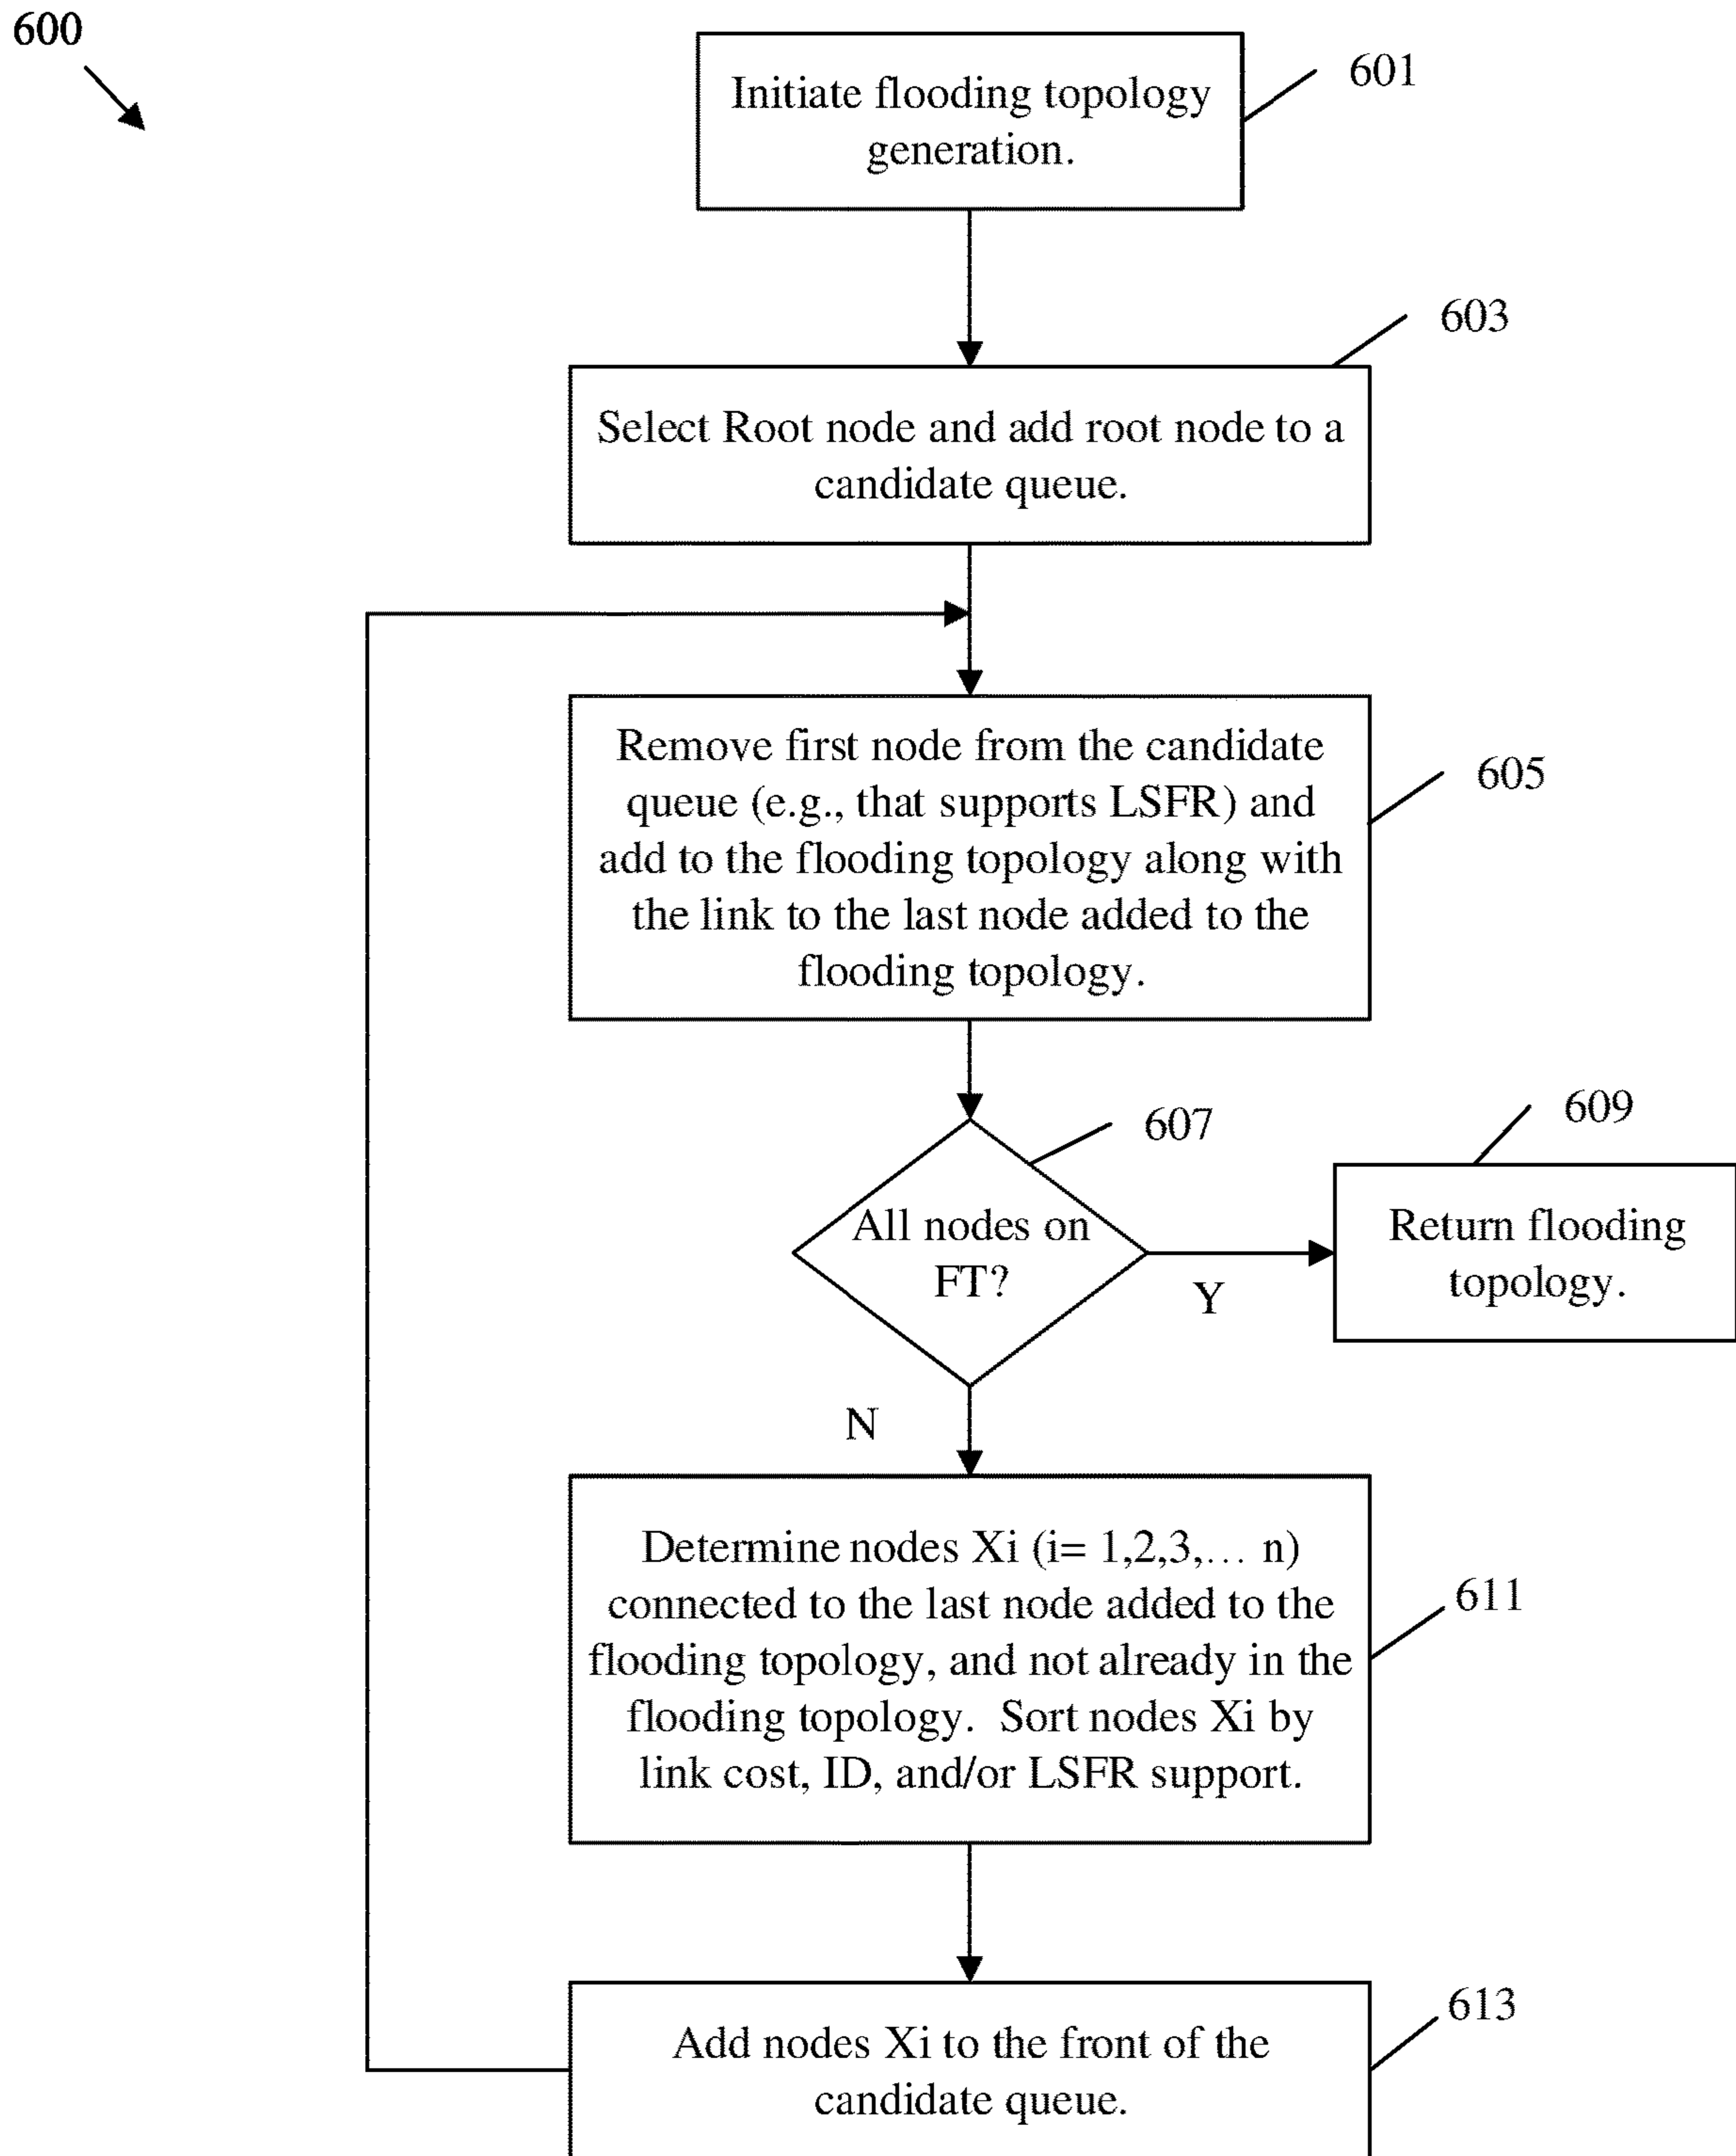 600
Initiate flooding topology
generation.
601
603
Select Root node and add root node to a
candidate queue.
Remove first node from the candidate
queue (e.g., that supports LSFR) and
add to the flooding topology along with
the link to the last node added to the
flooding topology.
605
607
609
All nodes on
FT?
Y
Return flooding
topology.
N
Determine nodes Xi (i= 1,2,3,... n)
connected to the last node added to the
flooding topology, and not already in the
flooding topology.  Sort nodes Xi by
link cost, ID, and/or LSFR support.
611
613
Add nodes Xi to the front of the
candidate queue.